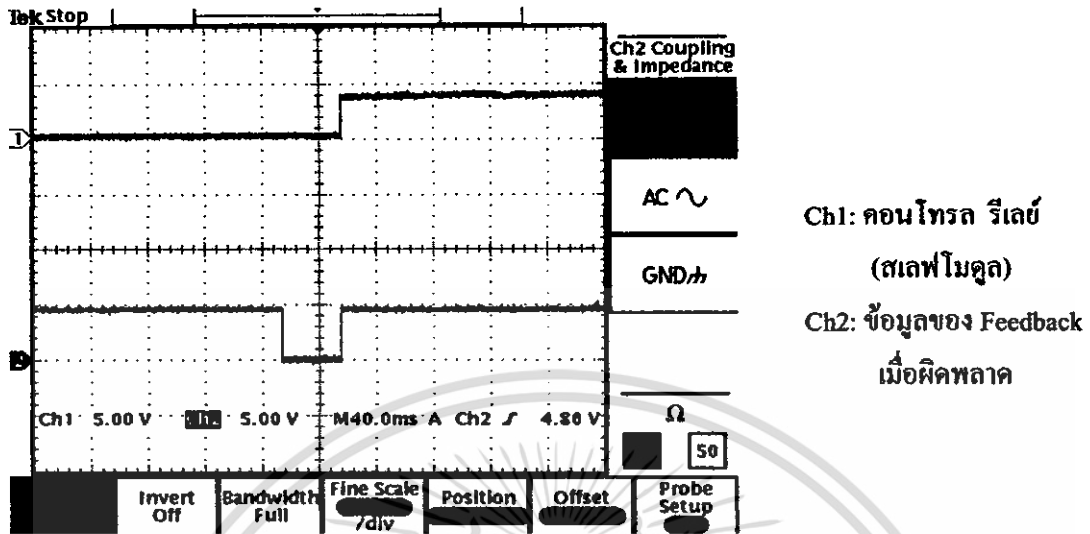 Tek Stop
Ch2 Coupling
& Impedance
1
AC
Ch1: คอนโทรล รีเลย์
(สเลฟโมดูล)
GND
Ch2: ข้อมูลของ Feedback
เมื่อผิดพลาด
Ch1 5.00 V Ch2 5.00 V M40.0ms A Ch2 4.80 V
Ω
50
Invert
Off
Bandwidth
Full
Fine Scale
/div
Position
Offset
Probe
Setup